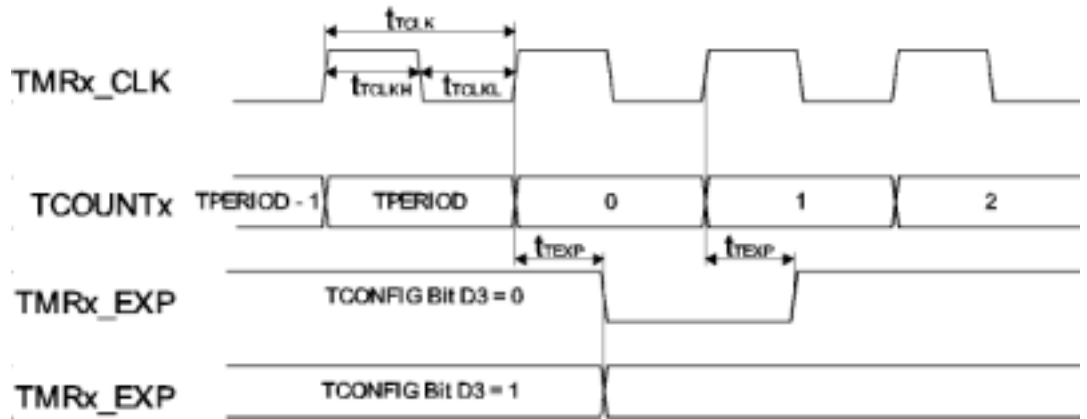 tTCLK
TMRx_CLK
tTCLKH tTCLKL
TCOUNTx TPERIOD - 1 TPERIOD 0 1 2
tTEXP tTEXP
TMRx_EXP TCONFIG Bit D3 = 0
TMRx_EXP TCONFIG Bit D3 = 1